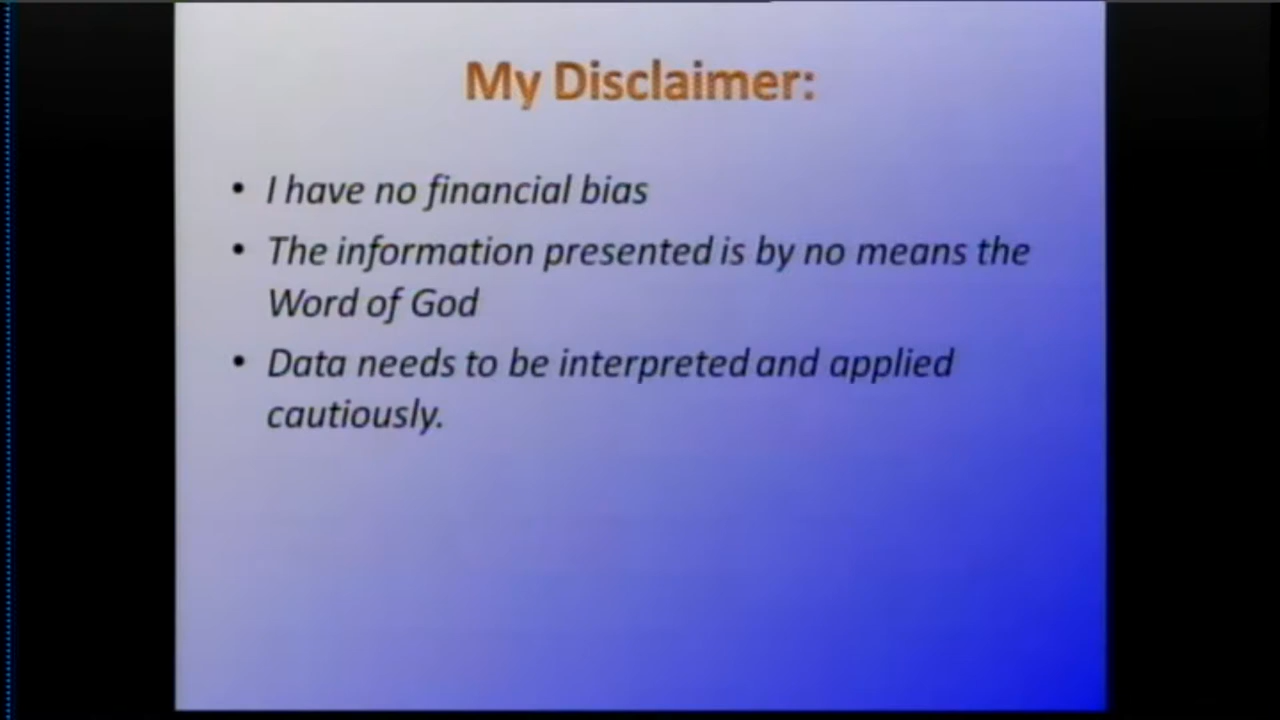 My Disclaimer:
• I have no financial bias
• The information presented is by no means the
Word of God
• Data needs to be interpreted and applied
cautiously.